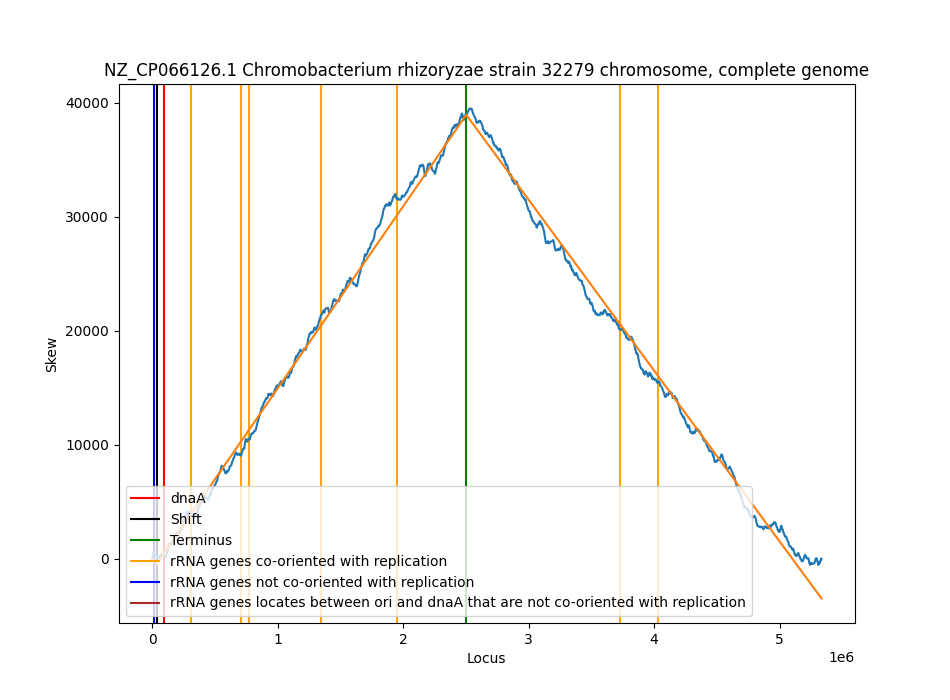 NZ_CP066126.1 Chromobacterium rhizoryzae strain 32279 chromosome, complete genome
40000
30000
20000
10000
0
Skew
dnaA
Shift
Terminus
rRNA genes co-oriented with replication
rRNA genes not co-oriented with replication
rRNA genes locates between ori and dnaA that are not co-oriented with replication
0 1 2 3 4 5
1e6
Locus